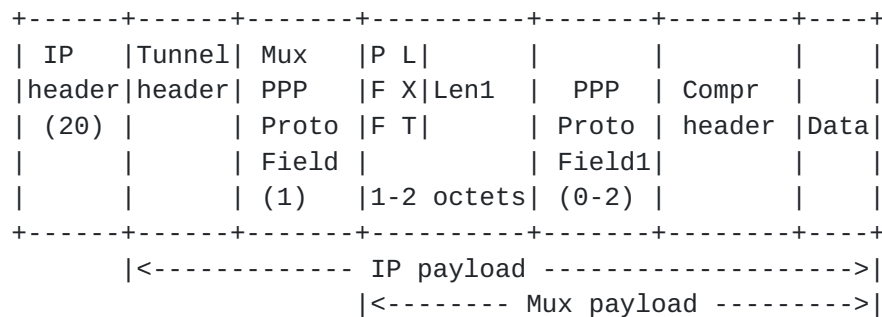 +------+------+-------+----------+-------+--------+----+
| IP   |Tunnel| Mux   |P L|      |       |        |    |
|header|header| PPP   |F X|Len1  |  PPP  | Compr  |    |
| (20) |      | Proto |F T|      | Proto | header |Data|
|      |      | Field |          | Field1|        |    |
|      |      | (1)   |1-2 octets| (0-2) |        |    |
+------+------+-------+----------+-------+--------+----+
       |<------------- IP payload -------------------->|
                      |<-------- Mux payload --------->|